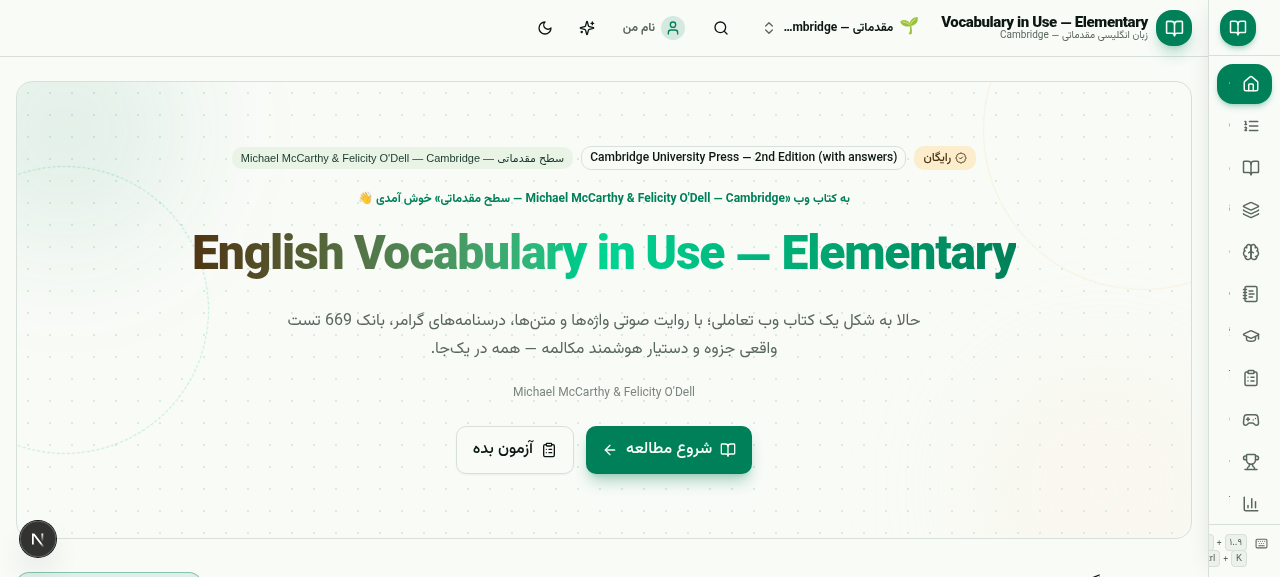 Vocabulary in Use — Elementary
زبان انگلیسی مقدماتی — Cambridge
مقدماتی — mbridge...
نام من
رایگان
Cambridge University Press — 2nd Edition (with answers)
سطح مقدماتی — Michael McCarthy & Felicity O'Dell — Cambridge
به کتاب وب «Michael McCarthy & Felicity O'Dell — Cambridge — سطح مقدماتی» خوش آمدی 👋
English Vocabulary in Use — Elementary
حالا به شکل یک کتاب وب تعاملی؛ با روایت صوتی واژه‌ها و متن‌ها، درسنامه‌های گرامر، بانک 669 تست
واقعی جزوه و دستیار هوشمند مکالمه — همه در یک‌جا.
Michael McCarthy & Felicity O'Dell
شروع مطالعه
آزمون بده
۱..۹ +
K +